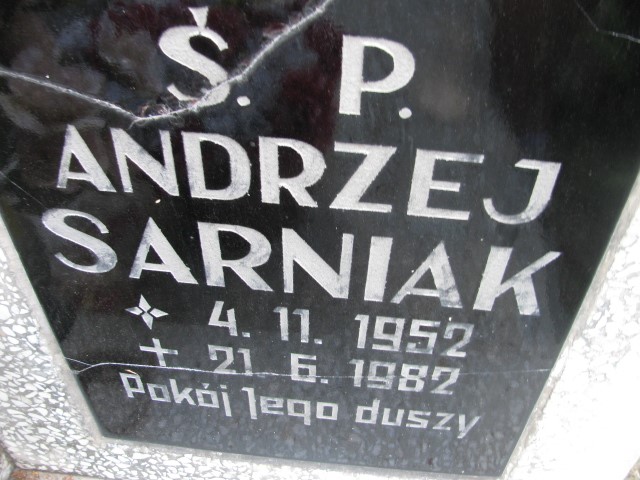 Ś. P.
ANDRZEJ
SARNIAK
4. 11. 1952
+ 21. 6. 1982
Pokój Jego duszy